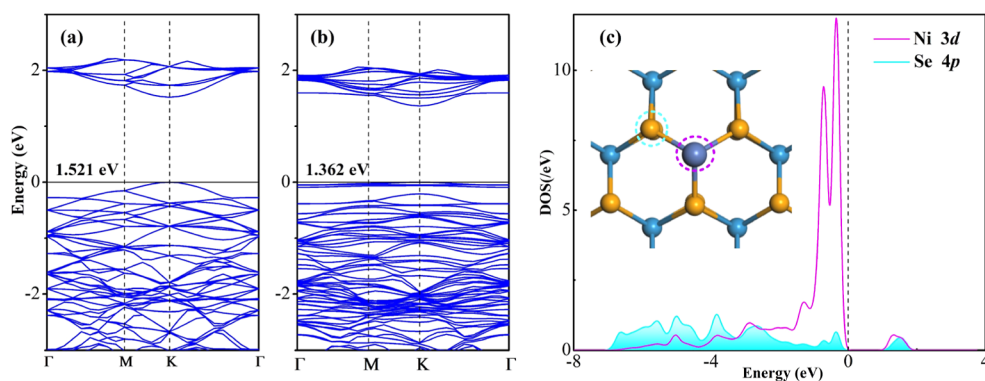 (a)
(b)
(c)
Ni 3d
Se 4p
Energy (eV)
2
0
-2
1.521 eV
Γ
M
K
Γ
2
0
-2
1.362 eV
Γ
M
K
Γ
DOS(/eV)
10
5
0
-8
-4
0
4
Energy (eV)